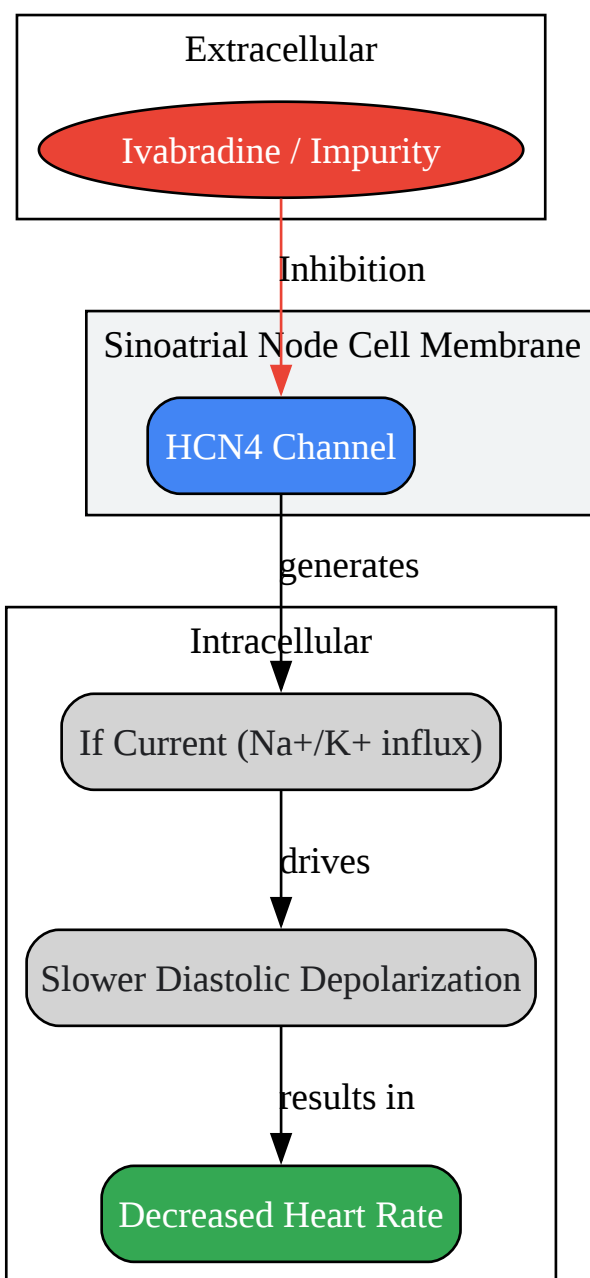 Extracellular
Ivabradine / Impurity
Inhibition
Sinoatrial Node Cell Membrane
HCN4 Channel
generates
Intracellular
If Current (Na+/K+ influx)
drives
Slower Diastolic Depolarization
results in
Decreased Heart Rate